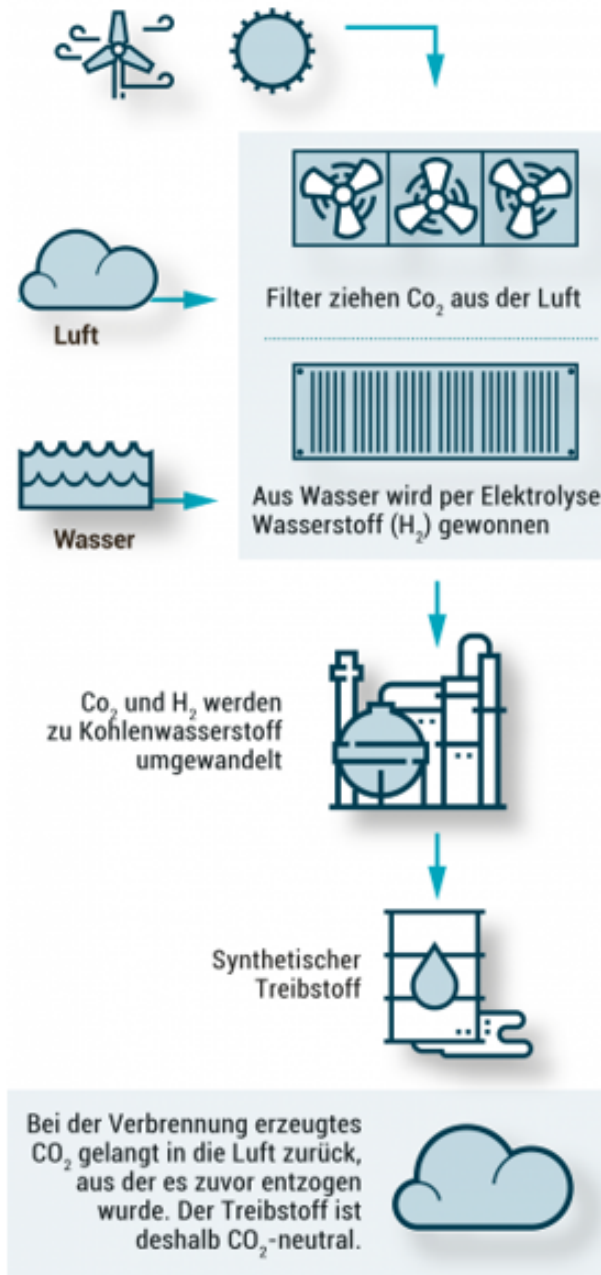 Luft
Filter ziehen Co₂ aus der Luft
Wasser
Aus Wasser wird per Elektrolyse
Wasserstoff (H₂) gewonnen
Co₂ und H₂ werden
zu Kohlenwasserstoff
umgewandelt
Synthetischer
Treibstoff
Bei der Verbrennung erzeugtes
CO₂ gelangt in die Luft zurück,
aus der es zuvor entzogen
wurde. Der Treibstoff ist
deshalb CO₂-neutral.